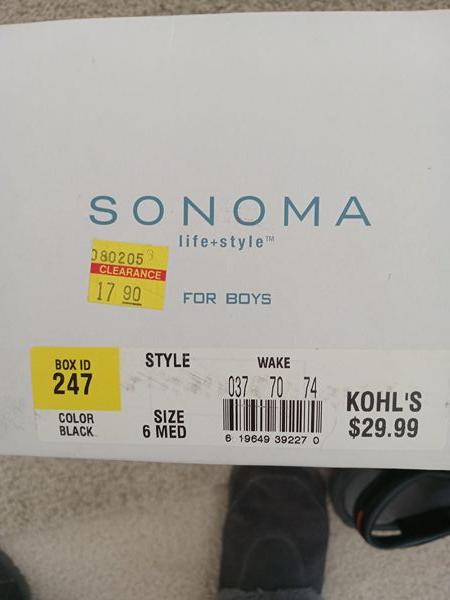 SONOMA
life+style™
080205
CLEARANCE
17 90
FOR BOYS
BOX ID
247
STYLE
WAKE
037 70 74
COLOR
BLACK
SIZE
6 MED
6 19649 39227 0
KOHL'S
$29.99